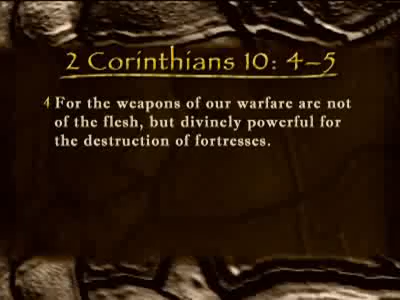 2 Corinthians 10: 4-5
4 For the weapons of our warfare are not
of the flesh, but divinely powerful for
the destruction of fortresses.